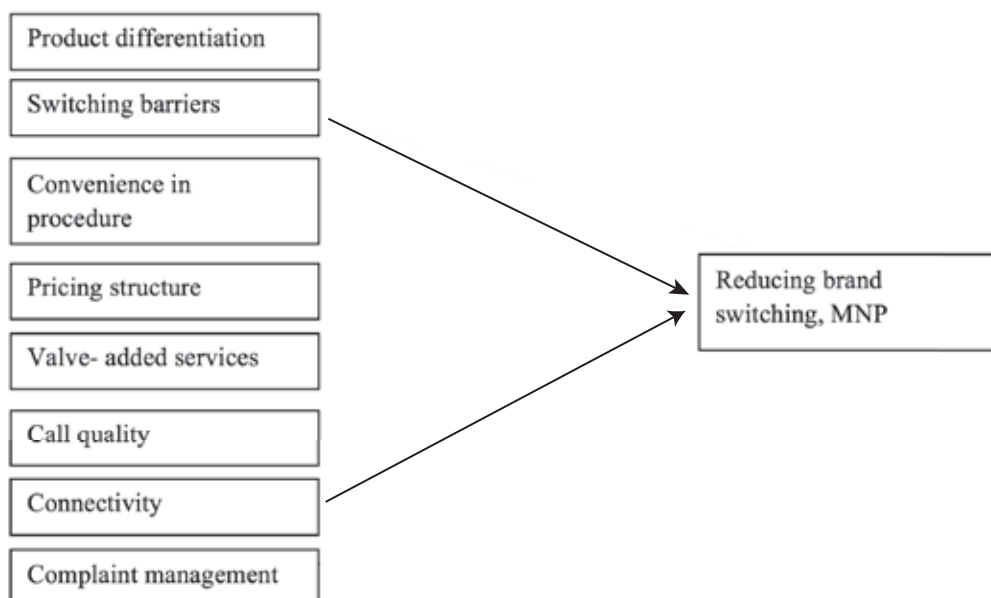 Product differentiation
Switching barriers
Convenience in
procedure
Pricing structure
Valve- added services
Call quality
Connectivity
Complaint management
Reducing brand
switching, MNP